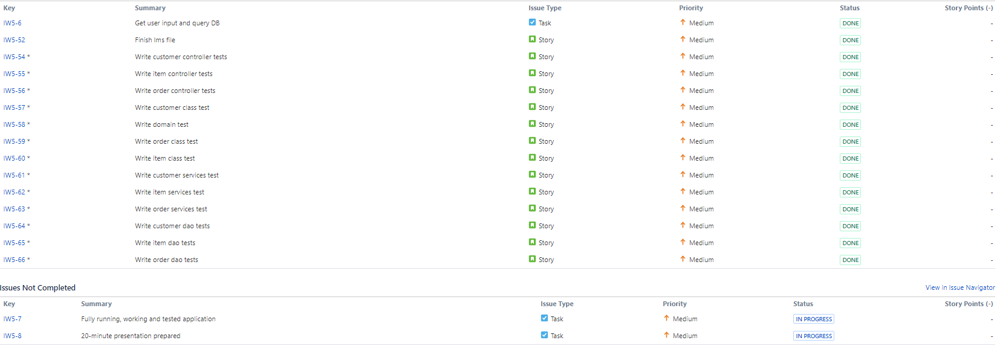 Key Summary Issue Type Priority Status Story Points (-)
IW5-6 Get user input and query DB Task Medium DONE -
IW5-52 Finish lms file Story Medium DONE -
IW5-54 * Write customer controller tests Story Medium DONE -
IW5-55 * Write item controller tests Story Medium DONE -
IW5-56 * Write order controller tests Story Medium DONE -
IW5-57 * Write customer class test Story Medium DONE -
IW5-58 * Write domain test Story Medium DONE -
IW5-59 * Write order class test Story Medium DONE -
IW5-60 * Write item class test Story Medium DONE -
IW5-61 * Write customer services test Story Medium DONE -
IW5-62 * Write item services test Story Medium DONE -
IW5-63 * Write order services test Story Medium DONE -
IW5-64 * Write customer dao tests Story Medium DONE -
IW5-65 * Write item dao tests Story Medium DONE -
IW5-66 * Write order dao tests Story Medium DONE -
Issues Not Completed View in Issue Navigator
Key Summary Issue Type Priority Status Story Points (-)
IW5-7 Fully running, working and tested application Task Medium IN PROGRESS -
IW5-8 20-minute presentation prepared Task Medium IN PROGRESS -